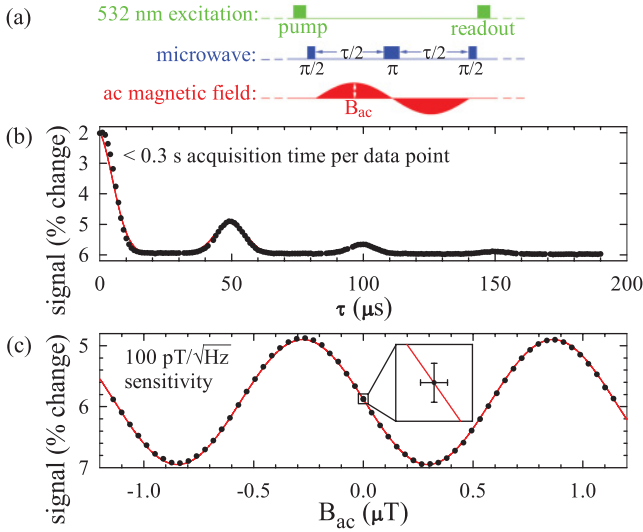 (a)
532 nm excitation:
pump
readout
microwave:
τ/2
τ/2
π/2
π
π/2
ac magnetic field:
Bac
(b)
signal (% change)
2
3
4
5
6
< 0.3 s acquisition time per data point
0
50
100
150
200
τ (μs)
(c)
signal (% change)
5
6
7
100 pT/√Hz
sensitivity
-1.0
-0.5
0.0
0.5
1.0
Bac (μT)